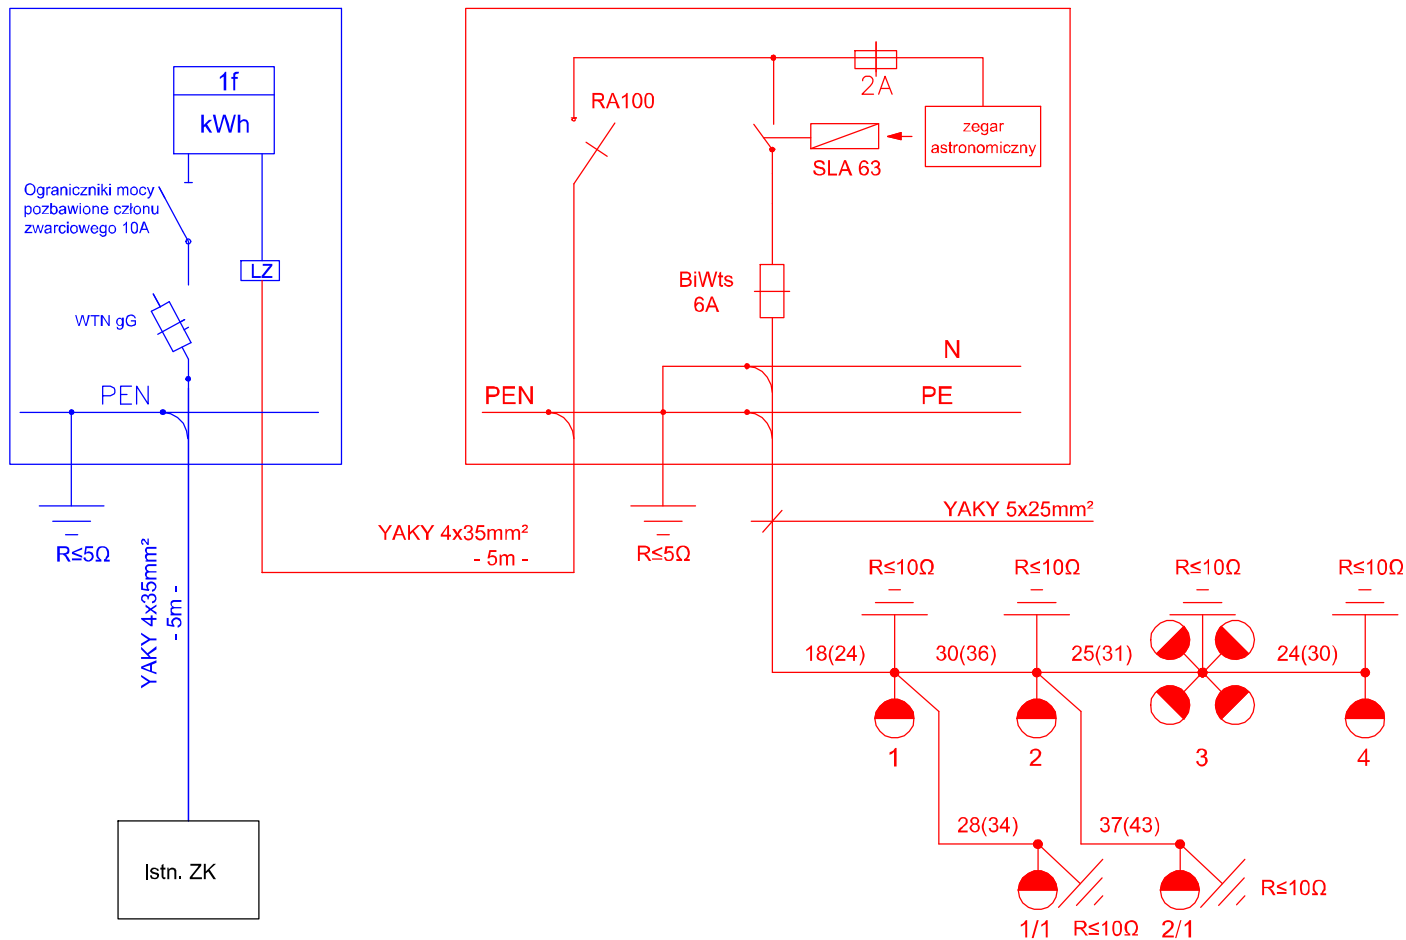 1f
kWh
Ograniczniki mocy
pozbawione członu
zwarciowego 10A
LZ
WTN gG
PEN
R≤5Ω
YAKY 4x35mm²
- 5m -
Istn. ZK
RA100
2A
zegar
astronomiczny
SLA 63
BiWts
6A
N
PEN
PE
YAKY 4x35mm²
- 5m -
R≤5Ω
YAKY 5x25mm²
R≤10Ω
R≤10Ω
R≤10Ω
R≤10Ω
18(24)
30(36)
25(31)
24(30)
1
2
3
4
28(34)
37(43)
1/1
R≤10Ω
2/1
R≤10Ω